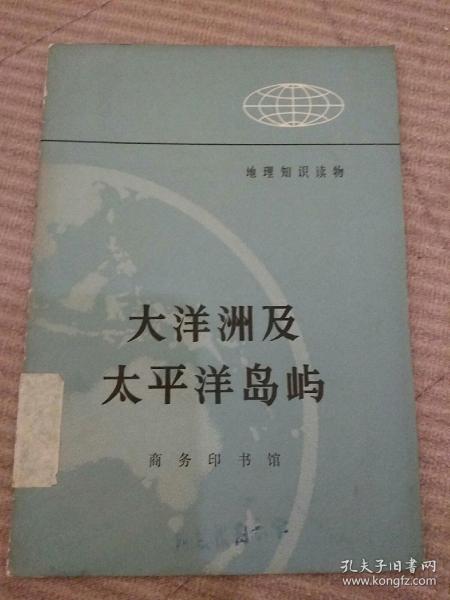 地理知识读物
大洋洲及
太平洋岛屿
商务印书馆
孔夫子旧书网
www.kongfz.com